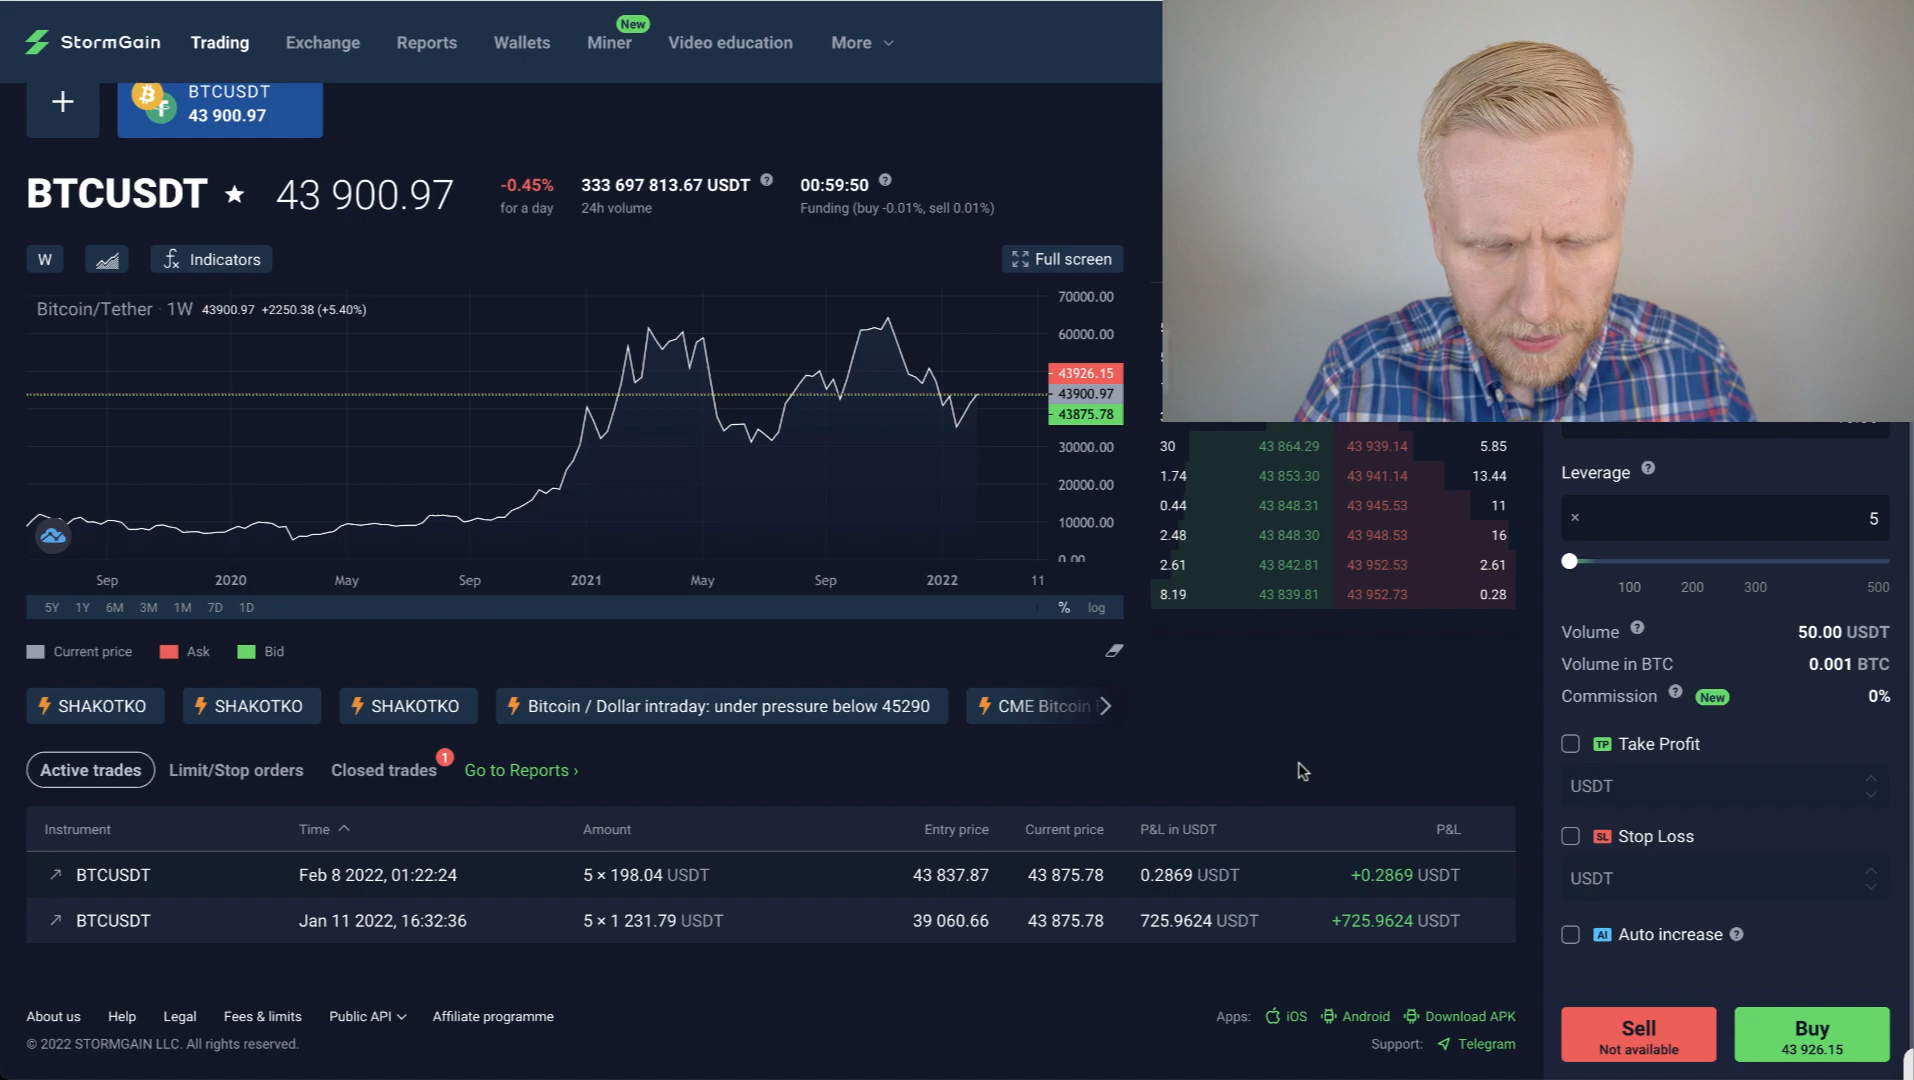 StormGain Trading Exchange Reports Wallets Miner New Video education More
+ BTCUSDT
43 900.97
BTCUSDT ★ 43 900.97 -0.45% 333 697 813.67 USDT 00:59:50
for a day 24h volume Funding (buy -0.01%, sell 0.01%)
W Indicators Full screen
Bitcoin/Tether · 1W 43900.97 +2250.38 (+5.40%)
70000.00
60000.00
43926.15
43900.97
43875.78
30000.00
20000.00
10000.00
0.00
Sep 2020 May Sep 2021 May Sep 2022 11
5Y 1Y 6M 3M 1M 7D 1D % log
Current price Ask Bid
30 43 864.29 43 939.14 5.85
1.74 43 853.30 43 941.14 13.44
0.44 43 848.31 43 945.53 11
2.48 43 848.30 43 948.53 16
2.61 43 842.81 43 952.53 2.61
8.19 43 839.81 43 952.73 0.28
SHAKOTKO SHAKOTKO SHAKOTKO Bitcoin / Dollar intraday: under pressure below 45290 CME Bitcoin
Active trades Limit/Stop orders Closed trades 1 Go to Reports ›
Instrument Time Amount Entry price Current price P&L in USDT P&L
BTCUSDT Feb 8 2022, 01:22:24 5 × 198.04 USDT 43 837.87 43 875.78 0.2869 USDT +0.2869 USDT
BTCUSDT Jan 11 2022, 16:32:36 5 × 1 231.79 USDT 39 060.66 43 875.78 725.9624 USDT +725.9624 USDT
Leverage
× 5
100 200 300 500
Volume 50.00 USDT
Volume in BTC 0.001 BTC
Commission New 0%
TP Take Profit
USDT
SL Stop Loss
USDT
AI Auto increase
Sell
Not available
Buy
43 926.15
About us Help Legal Fees & limits Public API Affiliate programme
Apps: iOS Android Download APK
© 2022 STORMGAIN LLC. All rights reserved.
Support: Telegram